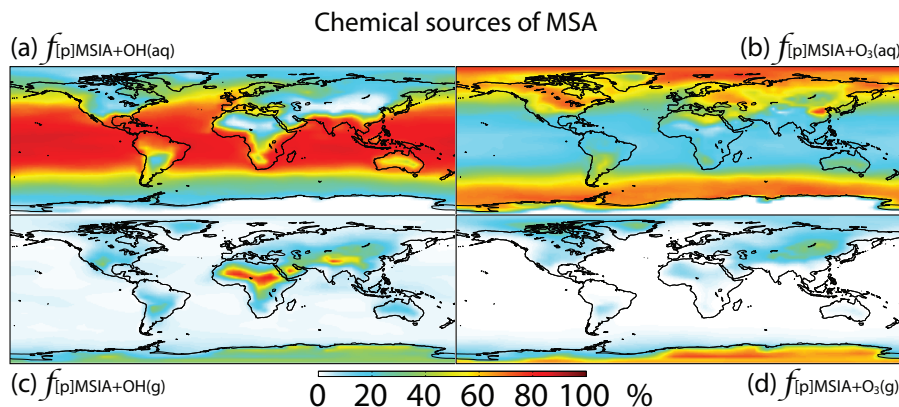 Chemical sources of MSA
(a) f[p]MSIA+OH(aq)
(b) f[p]MSIA+O₃(aq)
(c) f[p]MSIA+OH(g)
0 20 40 60 80 100 %
(d) f[p]MSIA+O₃(g)